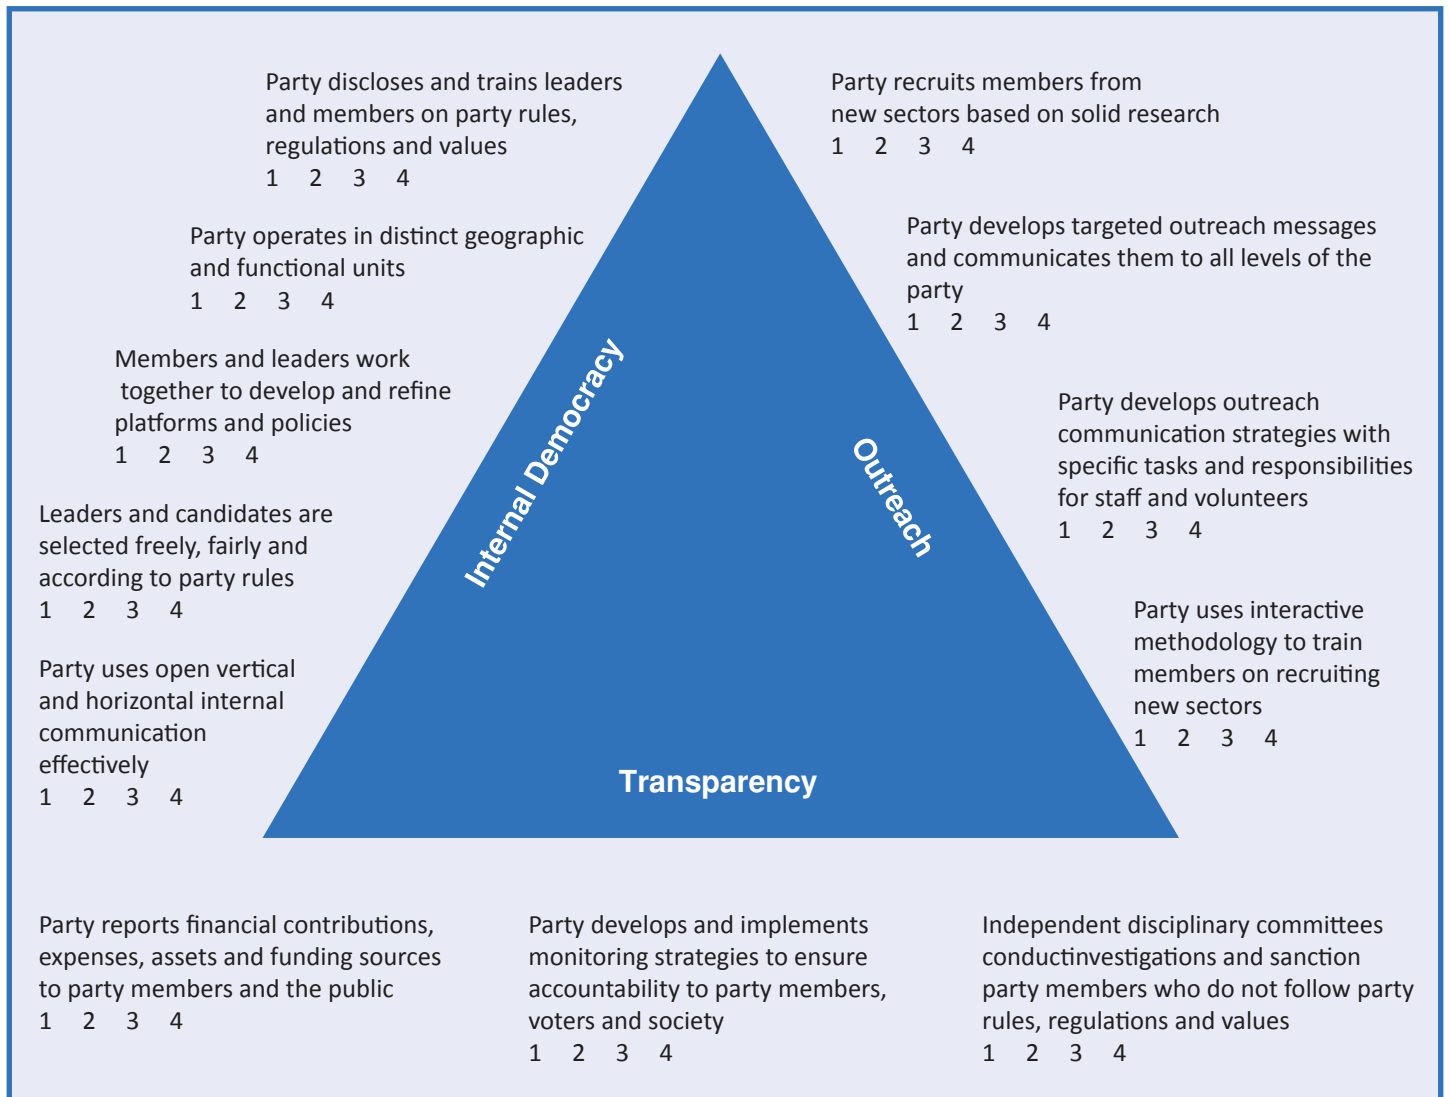 Party discloses and trains leaders
and members on party rules,
regulations and values
1 2 3 4
Party operates in distinct geographic
and functional units
1 2 3 4
Members and leaders work
together to develop and refine
platforms and policies
1 2 3 4
Leaders and candidates are
selected freely, fairly and
according to party rules
1 2 3 4
Party uses open vertical
and horizontal internal
communication
effectively
1 2 3 4
Internal Democracy
Party recruits members from
new sectors based on solid research
1 2 3 4
Party develops targeted outreach messages
and communicates them to all levels of the
party
1 2 3 4
Party develops outreach
communication strategies with
specific tasks and responsibilities
for staff and volunteers
1 2 3 4
Party uses interactive
methodology to train
members on recruiting
new sectors
1 2 3 4
Outreach
Transparency
Party reports financial contributions,
expenses, assets and funding sources
to party members and the public
1 2 3 4
Party develops and implements
monitoring strategies to ensure
accountability to party members,
voters and society
1 2 3 4
Independent disciplinary committees
conductinvestigations and sanction
party members who do not follow party
rules, regulations and values
1 2 3 4